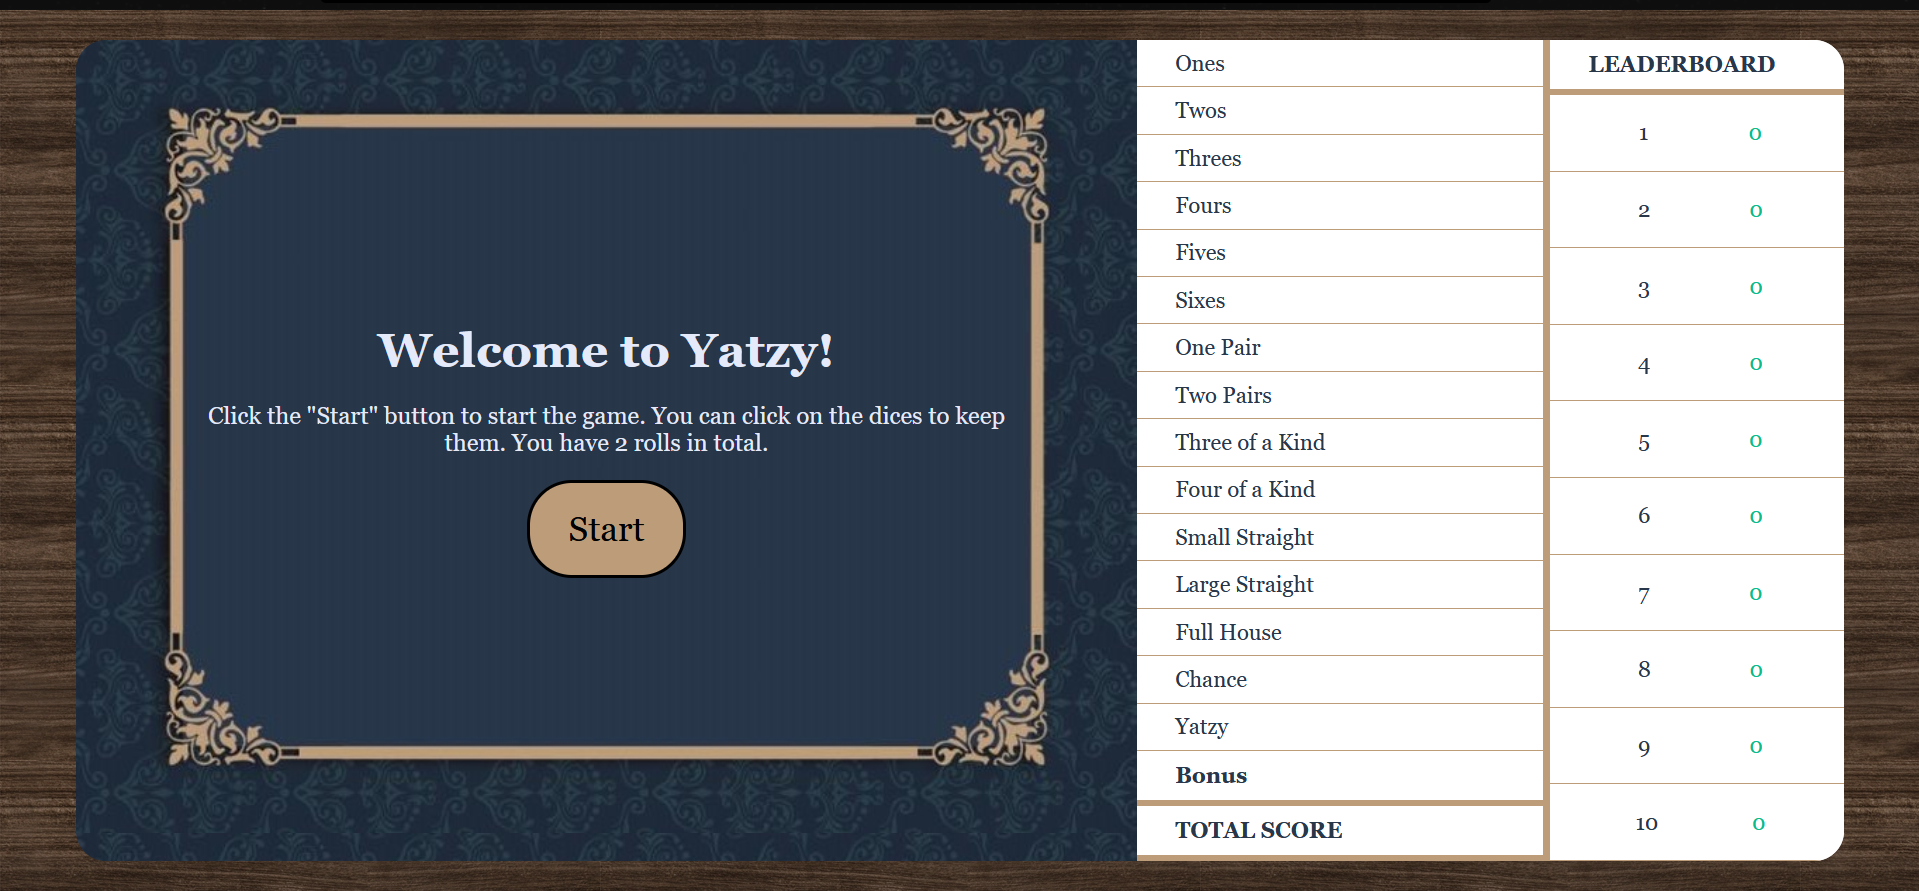 Welcome to Yatzy!
Click the "Start" button to start the game. You can click on the dices to keep
them. You have 2 rolls in total.
Start
Ones
Twos
Threes
Fours
Fives
Sixes
One Pair
Two Pairs
Three of a Kind
Four of a Kind
Small Straight
Large Straight
Full House
Chance
Yatzy
Bonus
TOTAL SCORE
LEADERBOARD
1 0
2 0
3 0
4 0
5 0
6 0
7 0
8 0
9 0
10 0